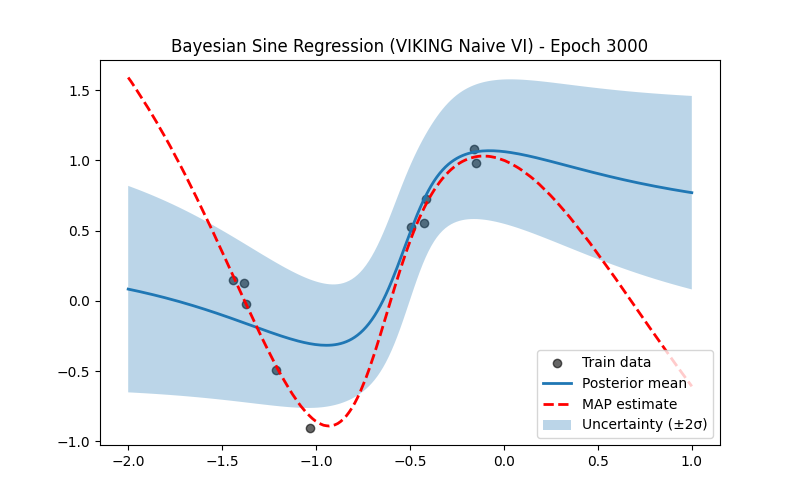 Bayesian Sine Regression (VIKING Naive VI) - Epoch 3000
1.5
1.0
0.5
0.0
−0.5
−1.0
−2.0 −1.5 −1.0 −0.5 0.0 0.5 1.0
Train data
Posterior mean
MAP estimate
Uncertainty (±2σ)